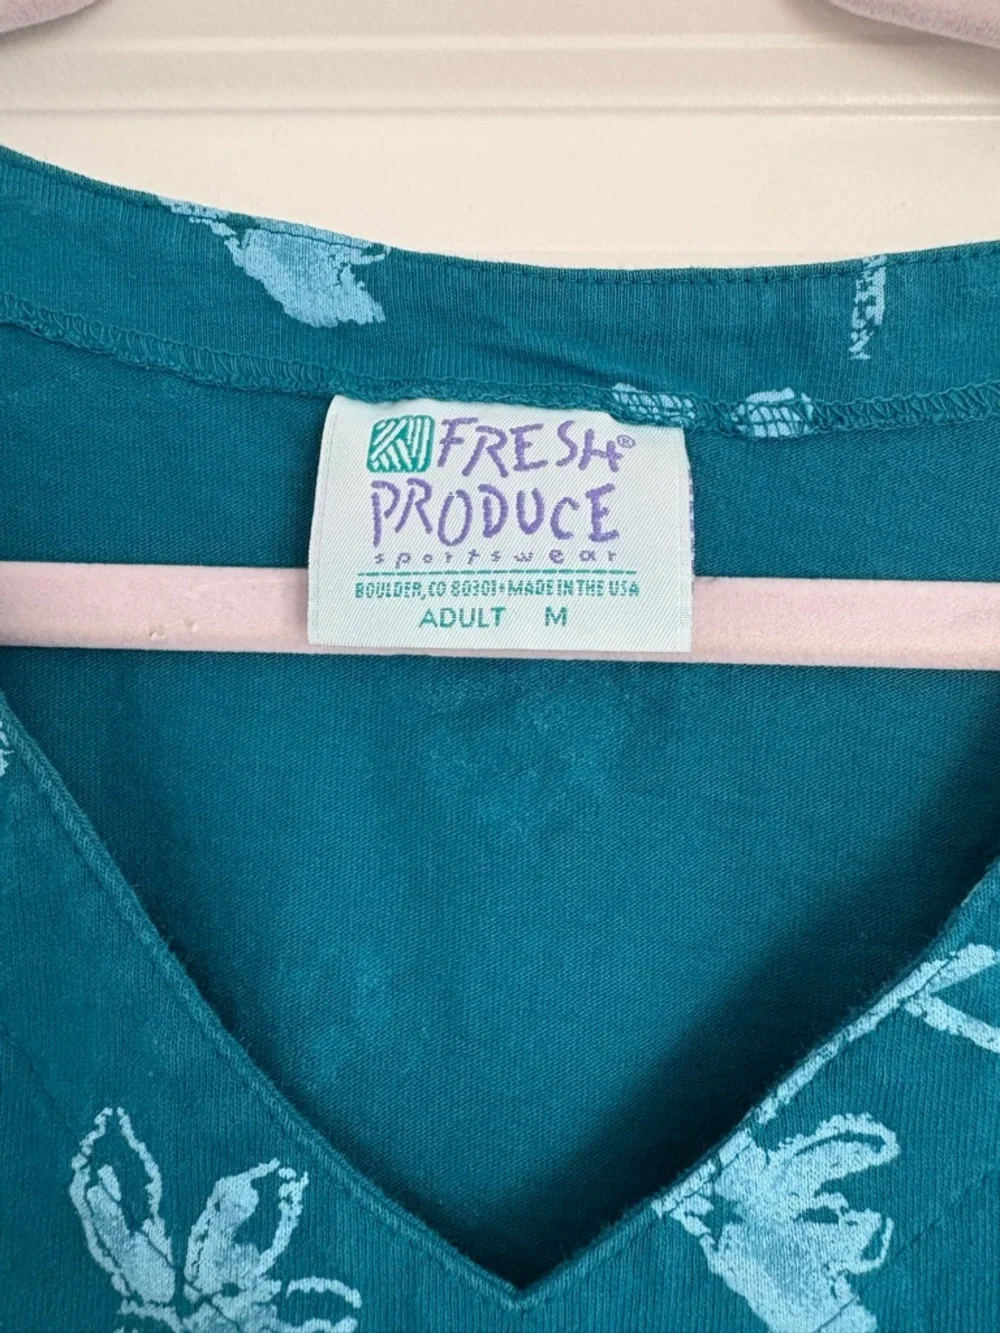 FRESH®
PRODUCE
sportswear
BOULDER, CO 80301•MADE IN THE USA
ADULT M